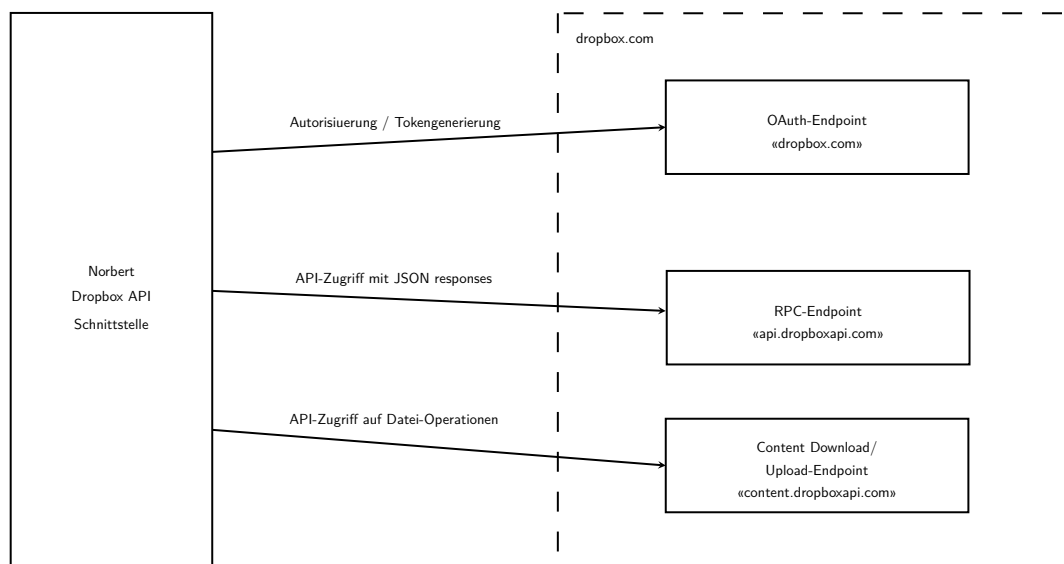 dropbox.com
Autorisiuerung / Tokengenerierung
OAuth-Endpoint
«dropbox.com»
Norbert
Dropbox API
Schnittstelle
API-Zugriff mit JSON responses
RPC-Endpoint
«api.dropboxapi.com»
API-Zugriff auf Datei-Operationen
Content Download/
Upload-Endpoint
«content.dropboxapi.com»